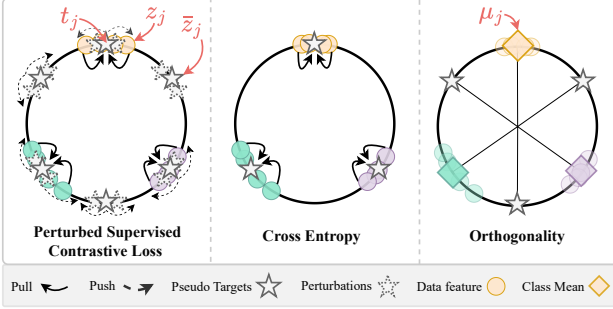 t_j
z_j
z̄_j
μ_j
Perturbed Supervised
Contrastive Loss
Cross Entropy
Orthogonality
Pull
Push
Pseudo Targets
Perturbations
Data feature
Class Mean